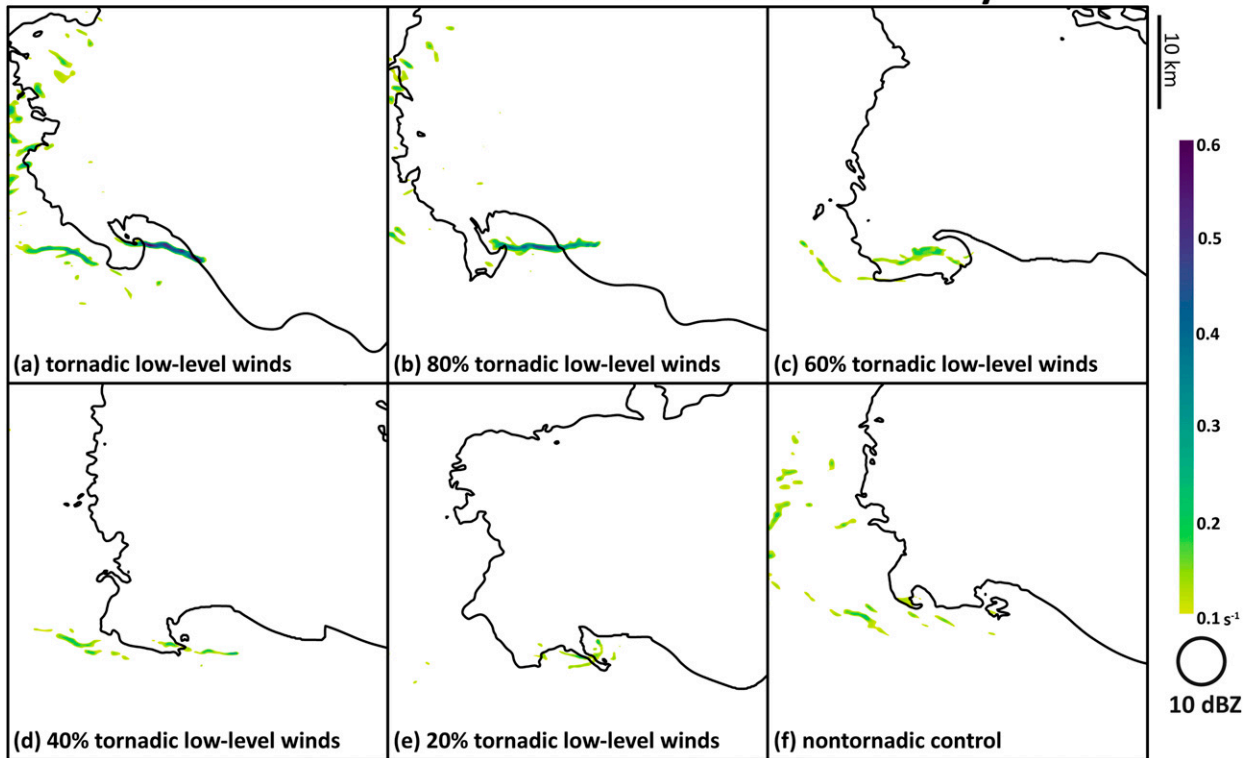 10 km
0.6
0.5
0.4
0.3
0.2
0.1 s⁻¹
10 dBZ
(a) tornadic low-level winds
(b) 80% tornadic low-level winds
(c) 60% tornadic low-level winds
(d) 40% tornadic low-level winds
(e) 20% tornadic low-level winds
(f) nontornadic control